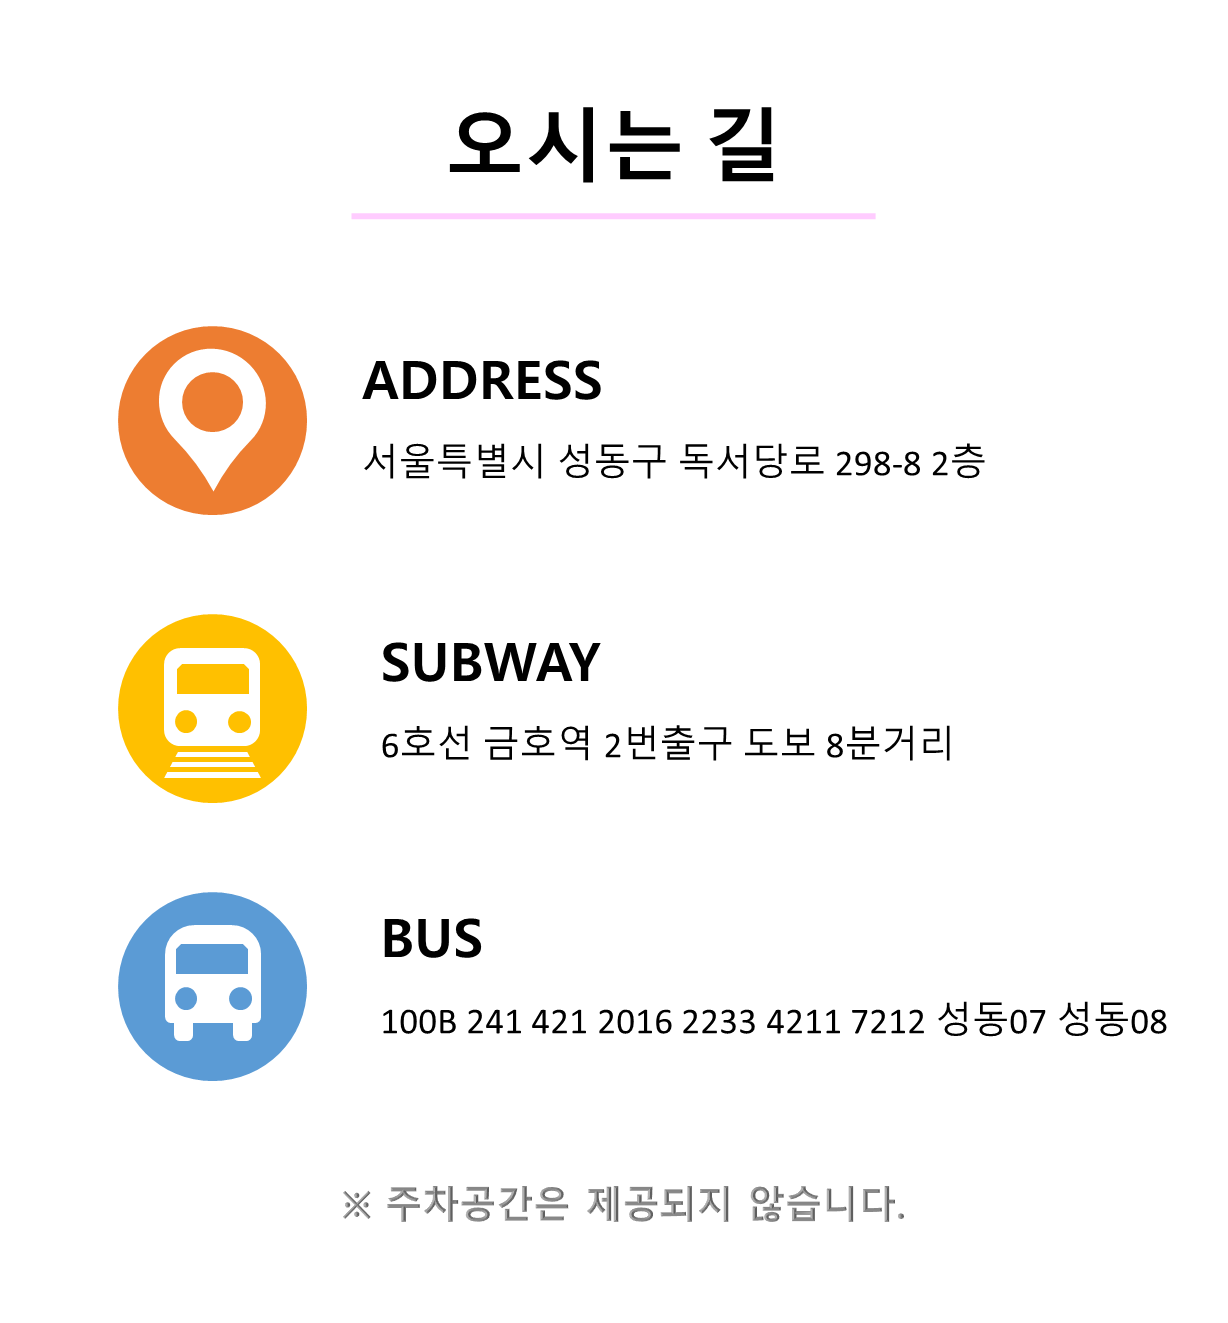 오시는 길
ADDRESS
서울특별시 성동구 독서당로 298-8 2층
SUBWAY
6호선 금호역 2번출구 도보 8분거리
BUS
100B 241 421 2016 2233 4211 7212 성동07 성동08
※ 주차공간은 제공되지 않습니다.